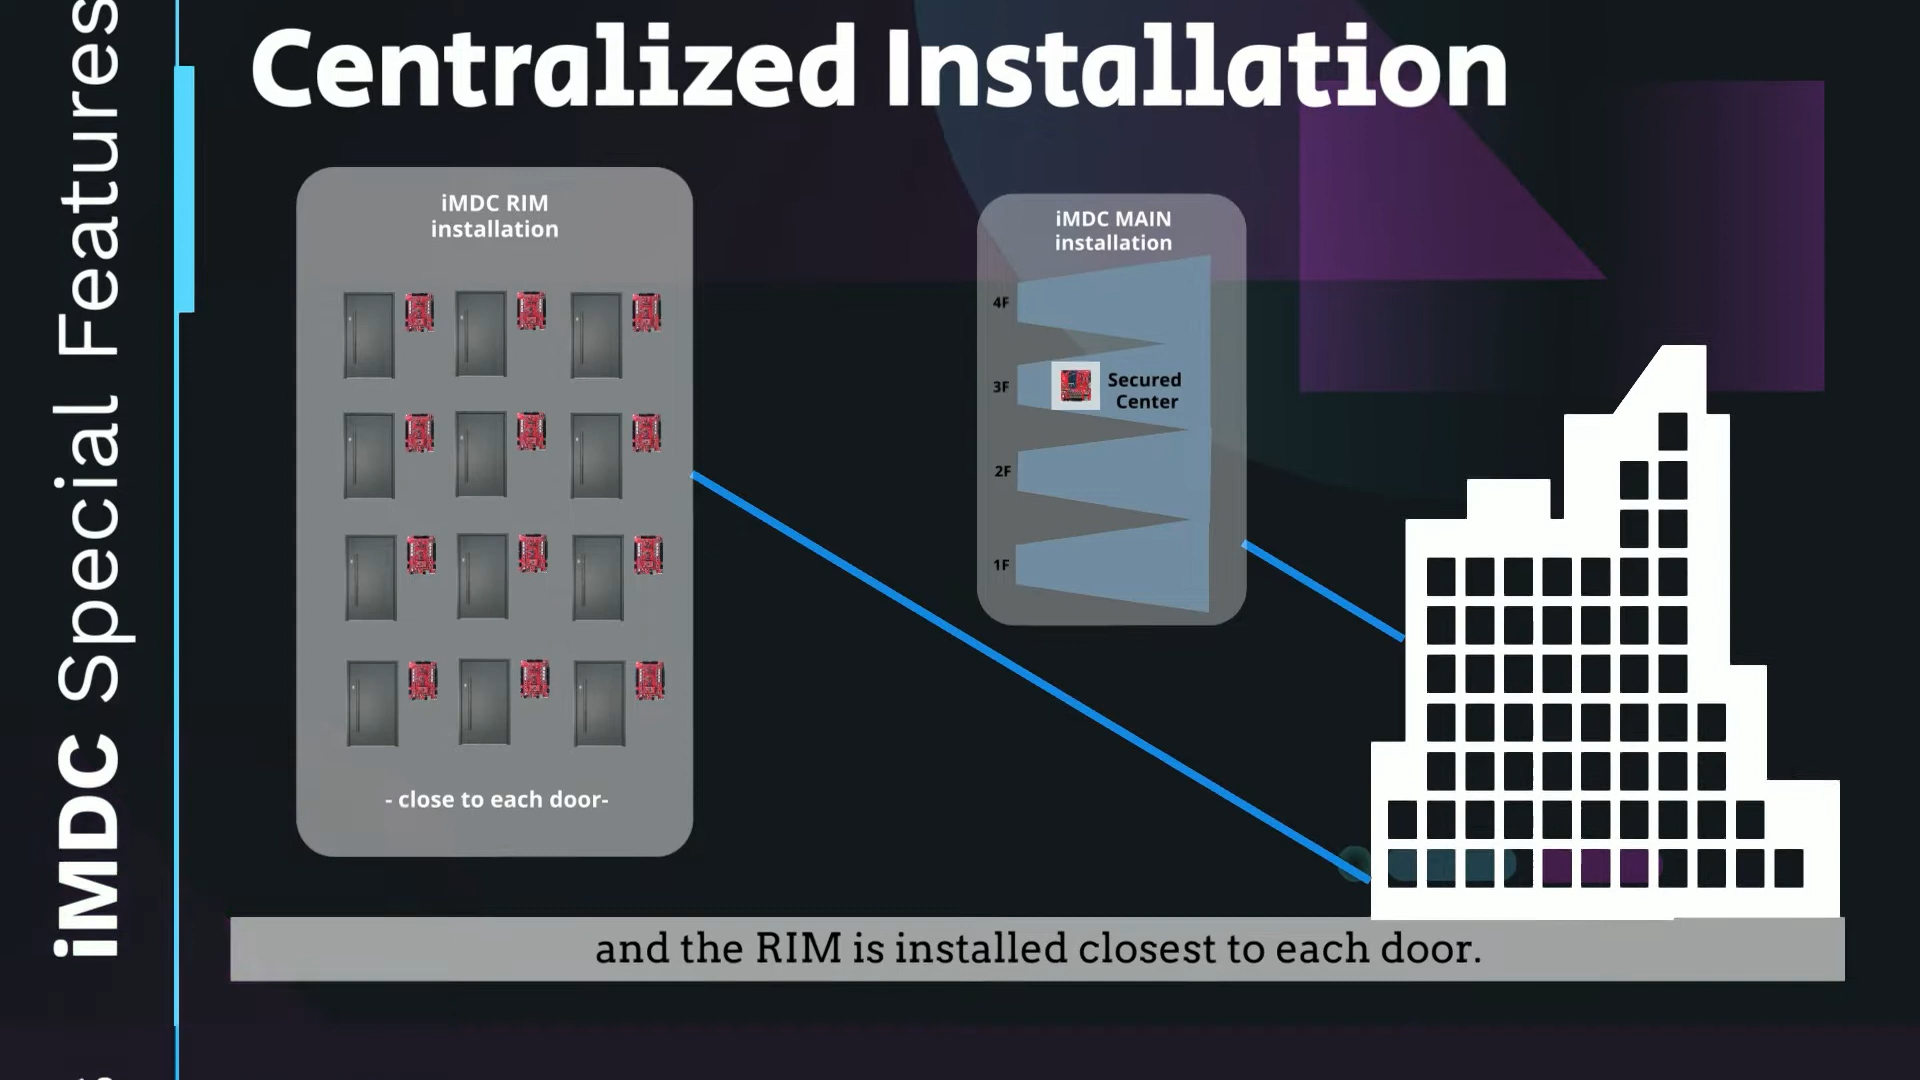 iMDC Special Features
Centralized Installation
iMDC RIM
installation
- close to each door-
iMDC MAIN
installation
4F
3F
Secured
Center
2F
1F
and the RIM is installed closest to each door.